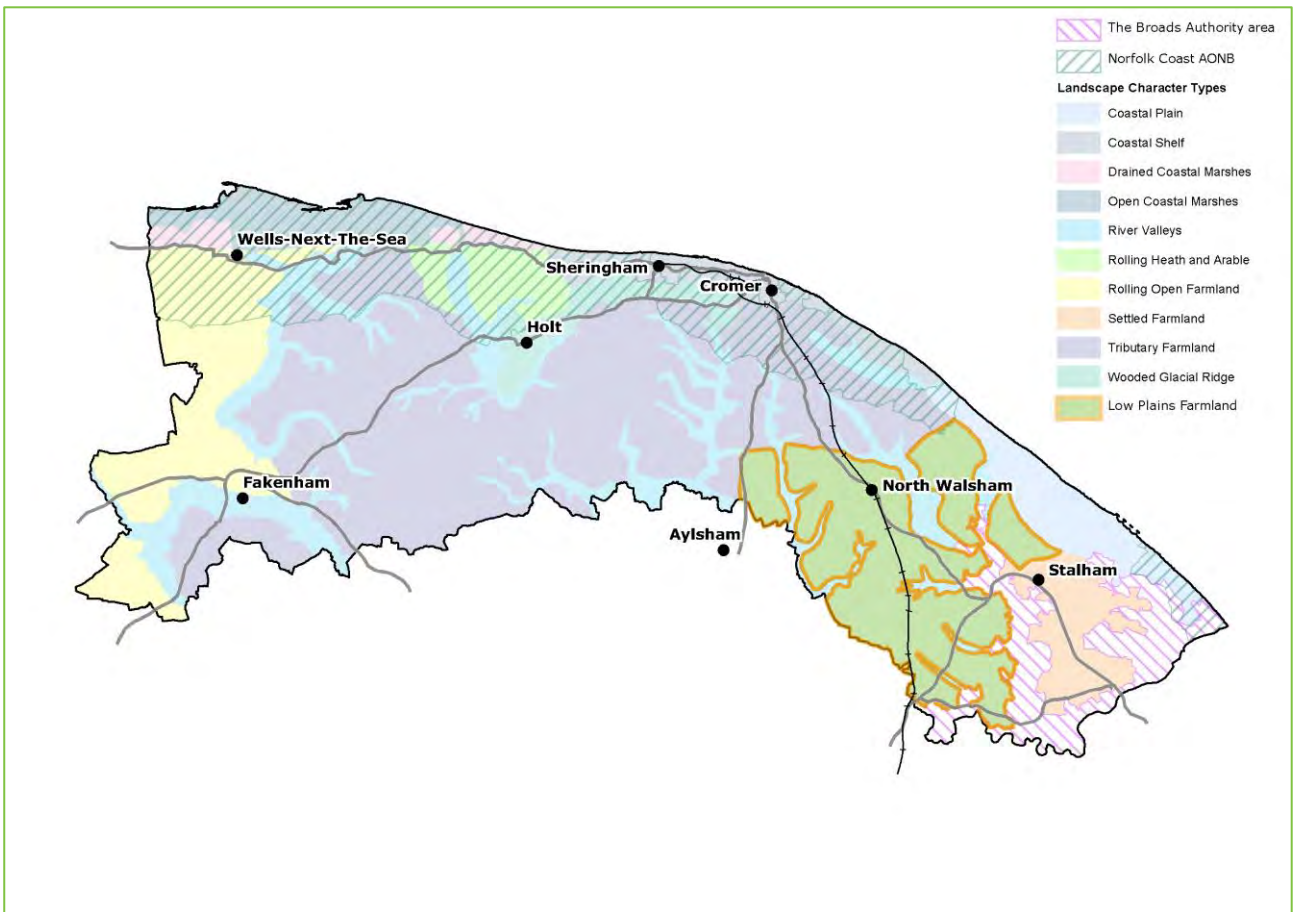 The Broads Authority area
Norfolk Coast AONB
Landscape Character Types
Coastal Plain
Coastal Shelf
Drained Coastal Marshes
Open Coastal Marshes
River Valleys
Rolling Heath and Arable
Rolling Open Farmland
Settled Farmland
Tributary Farmland
Wooded Glacial Ridge
Low Plains Farmland
Wells-Next-The-Sea
Sheringham
Cromer
Holt
Fakenham
North Walsham
Aylsham
Stalham